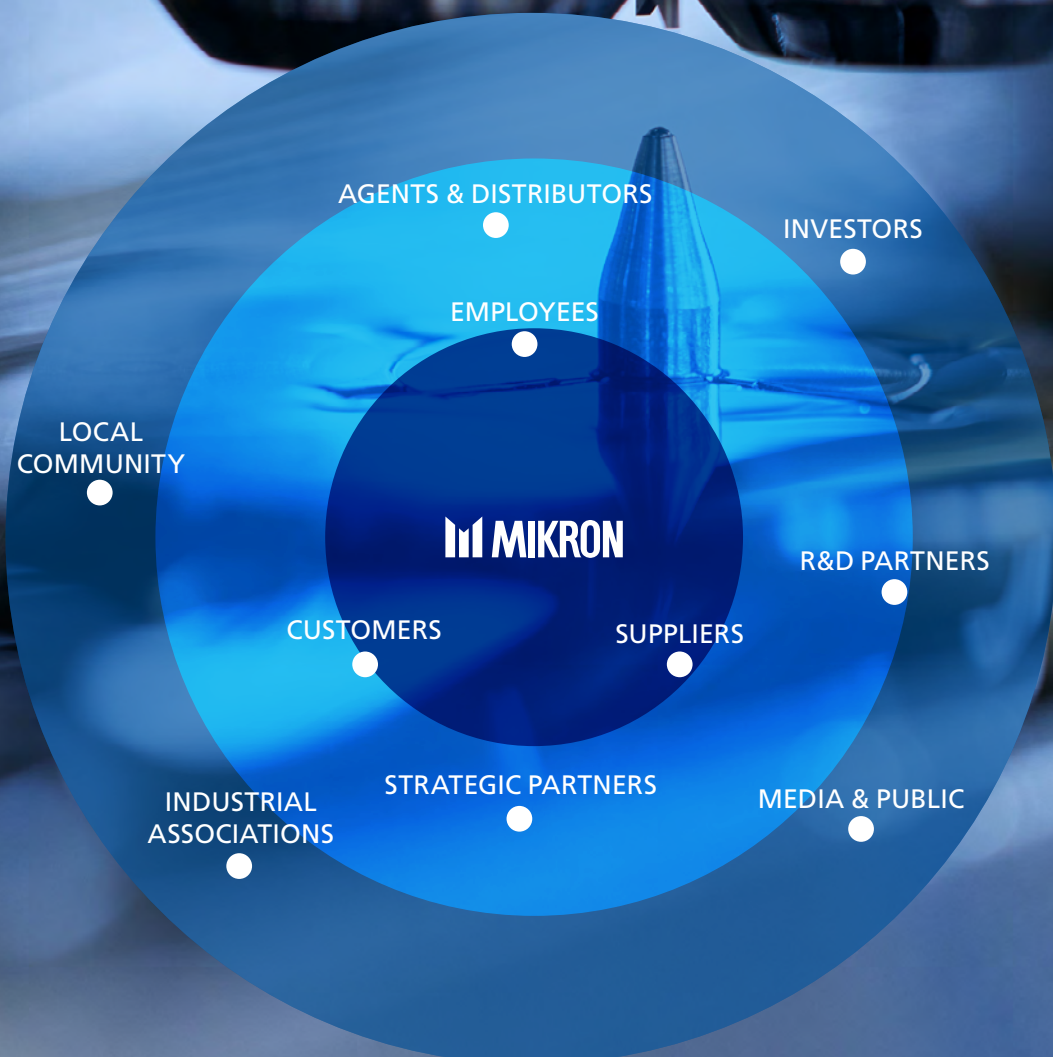 AGENTS & DISTRIBUTORS
INVESTORS
EMPLOYEES
LOCAL
COMMUNITY
MIKRON
R&D PARTNERS
CUSTOMERS
SUPPLIERS
STRATEGIC PARTNERS
INDUSTRIAL
ASSOCIATIONS
MEDIA & PUBLIC